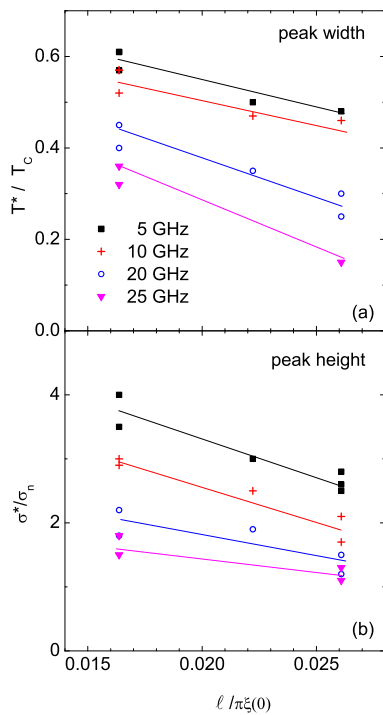 peak width
0.6
0.4
0.2
0.0
T* / T_C
5 GHz
10 GHz
20 GHz
25 GHz
(a)
peak height
4
2
0
σ*/σ_n
(b)
0.015 0.020 0.025
ℓ /πξ(0)